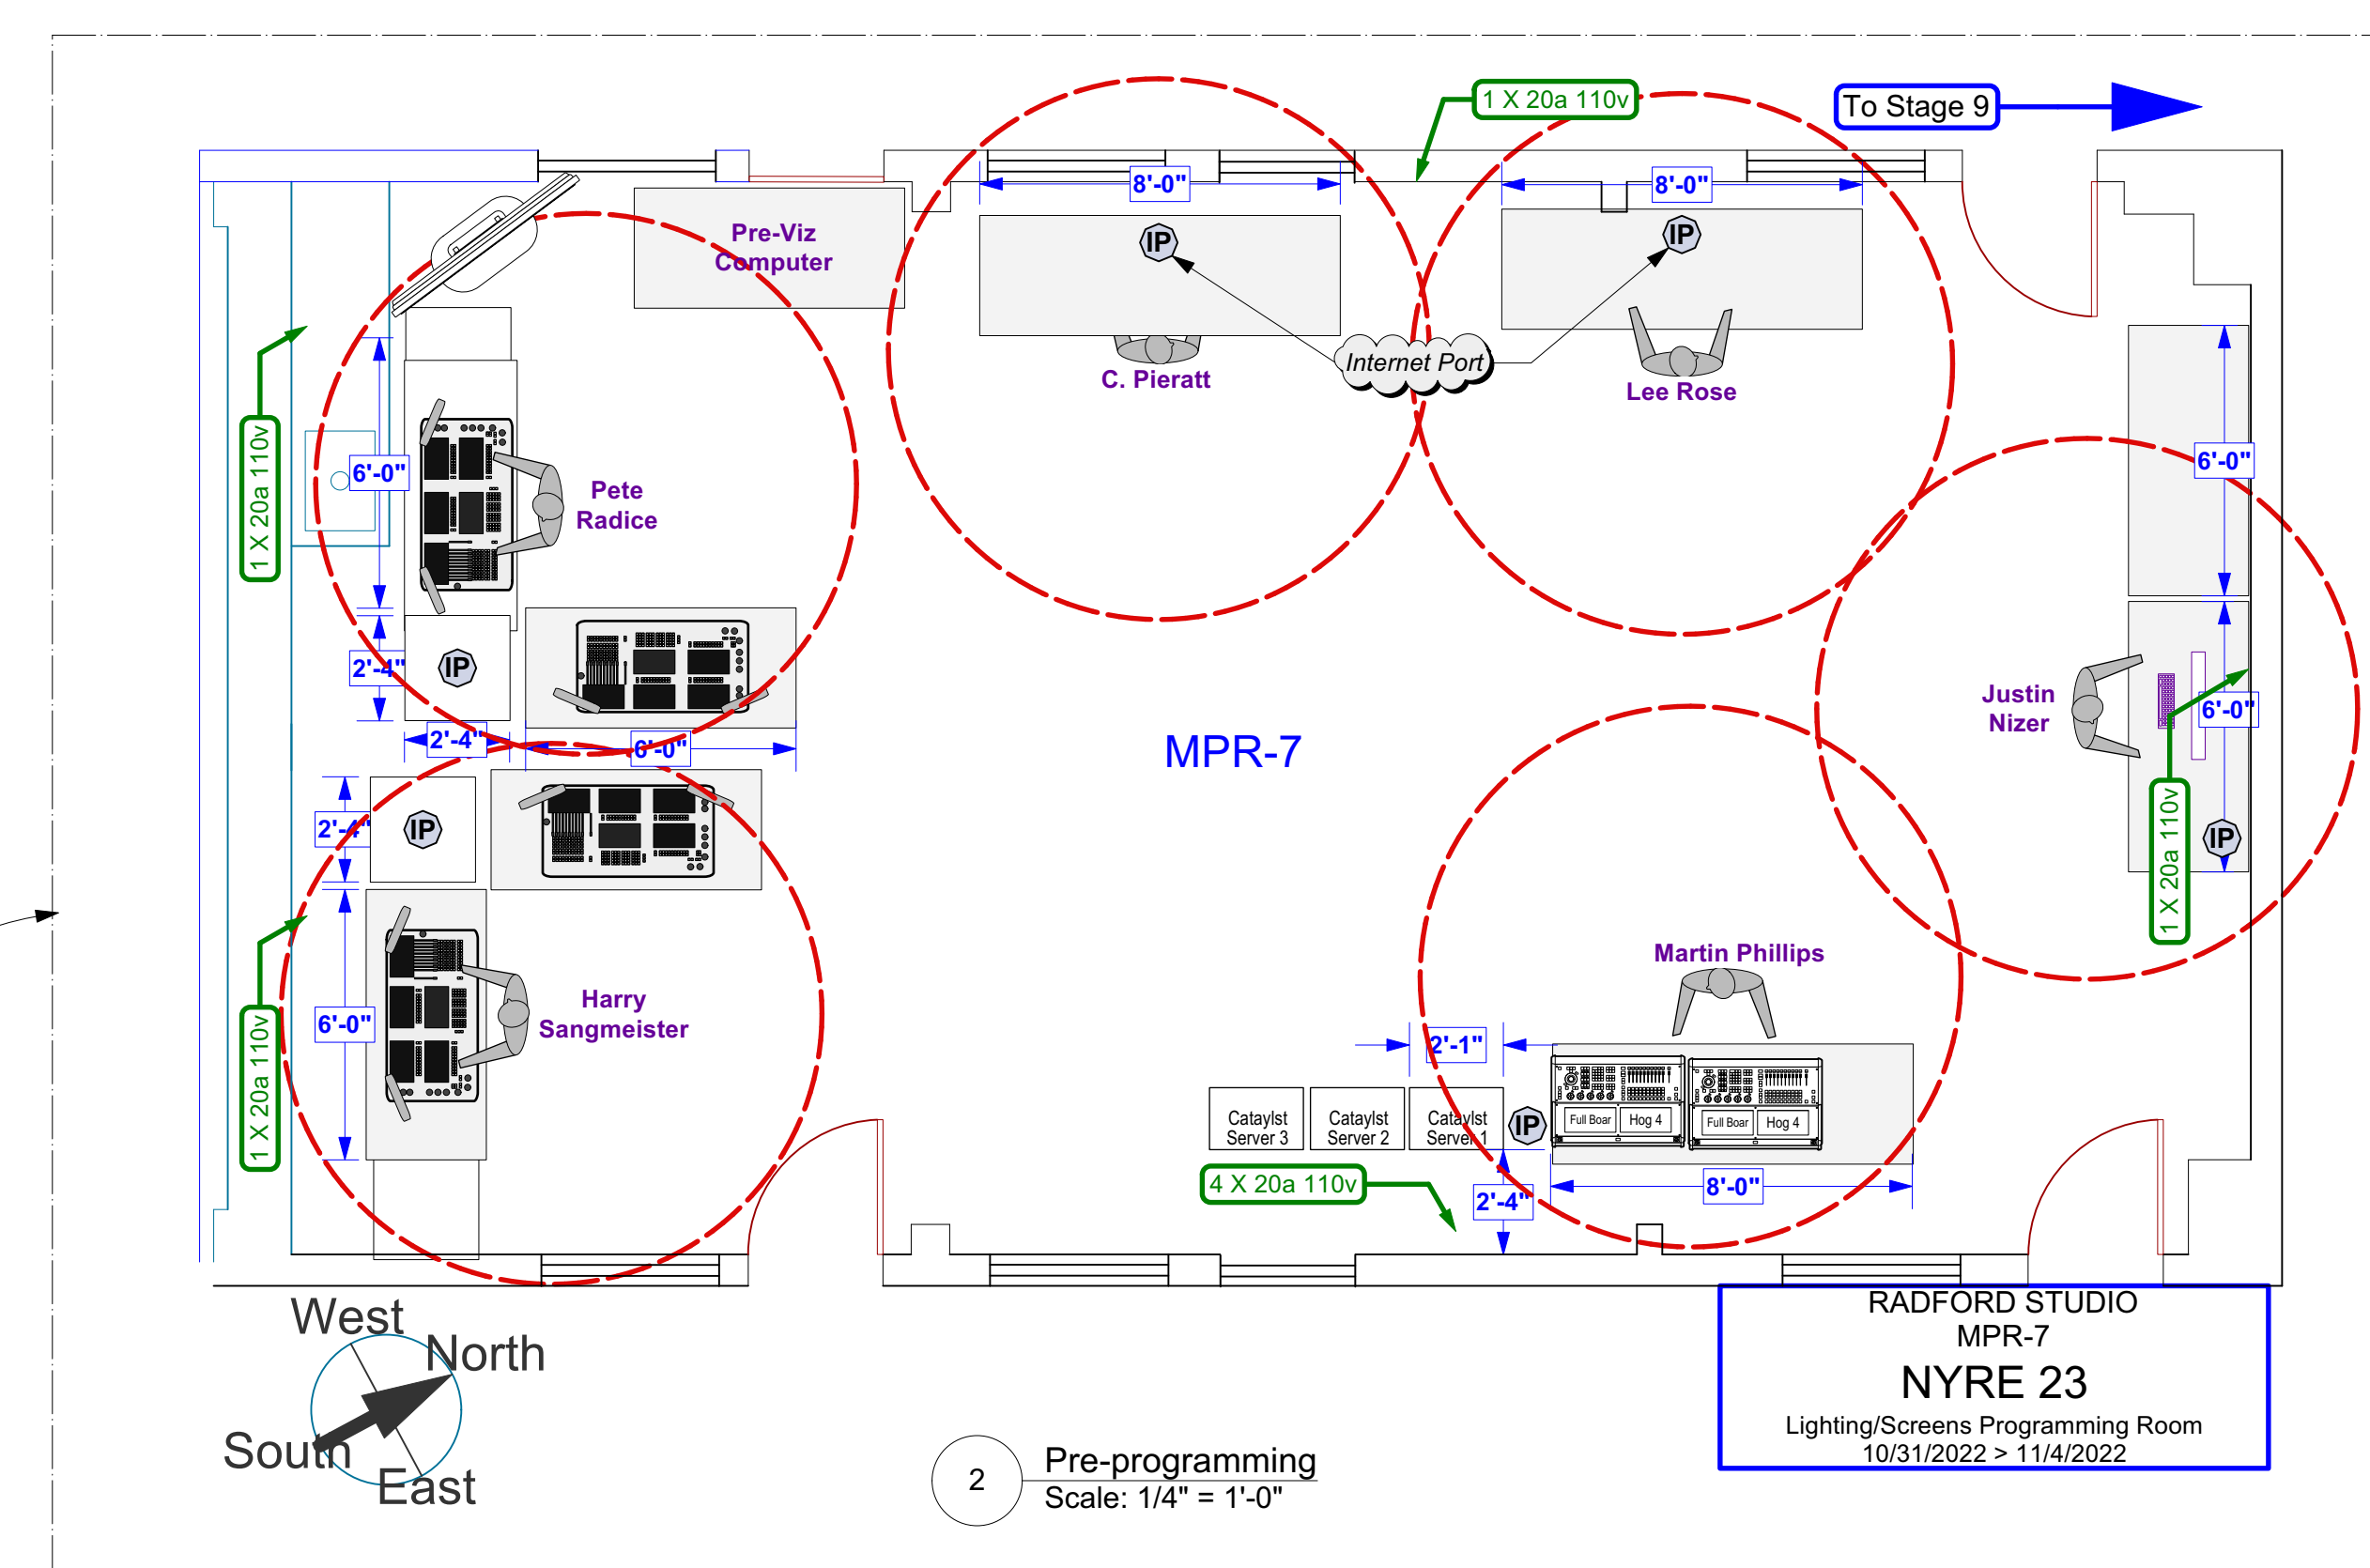 To Stage 9
1 X 20a 110v
8'-0"
8'-0"
Pre-Viz
Computer
IP
IP
Internet Port
C. Pieratt
Lee Rose
1 X 20a 110v
6'-0"
Pete
Radice
6'-0"
2'-4"
IP
2'-4"
6'-0"
MPR-7
Justin
Nizer
6'-0"
1 X 20a 110v
IP
2'-4"
IP
1 X 20a 110v
6'-0"
Harry
Sangmeister
Martin Phillips
2'-1"
Cataylst
Server 3
Cataylst
Server 2
Cataylst
Server 1
IP
Full Boar
Hog 4
Full Boar
Hog 4
4 X 20a 110v
2'-4"
8'-0"
West
North
South
East
2
Pre-programming
Scale: 1/4" = 1'-0"
RADFORD STUDIO
MPR-7
NYRE 23
Lighting/Screens Programming Room
10/31/2022 > 11/4/2022